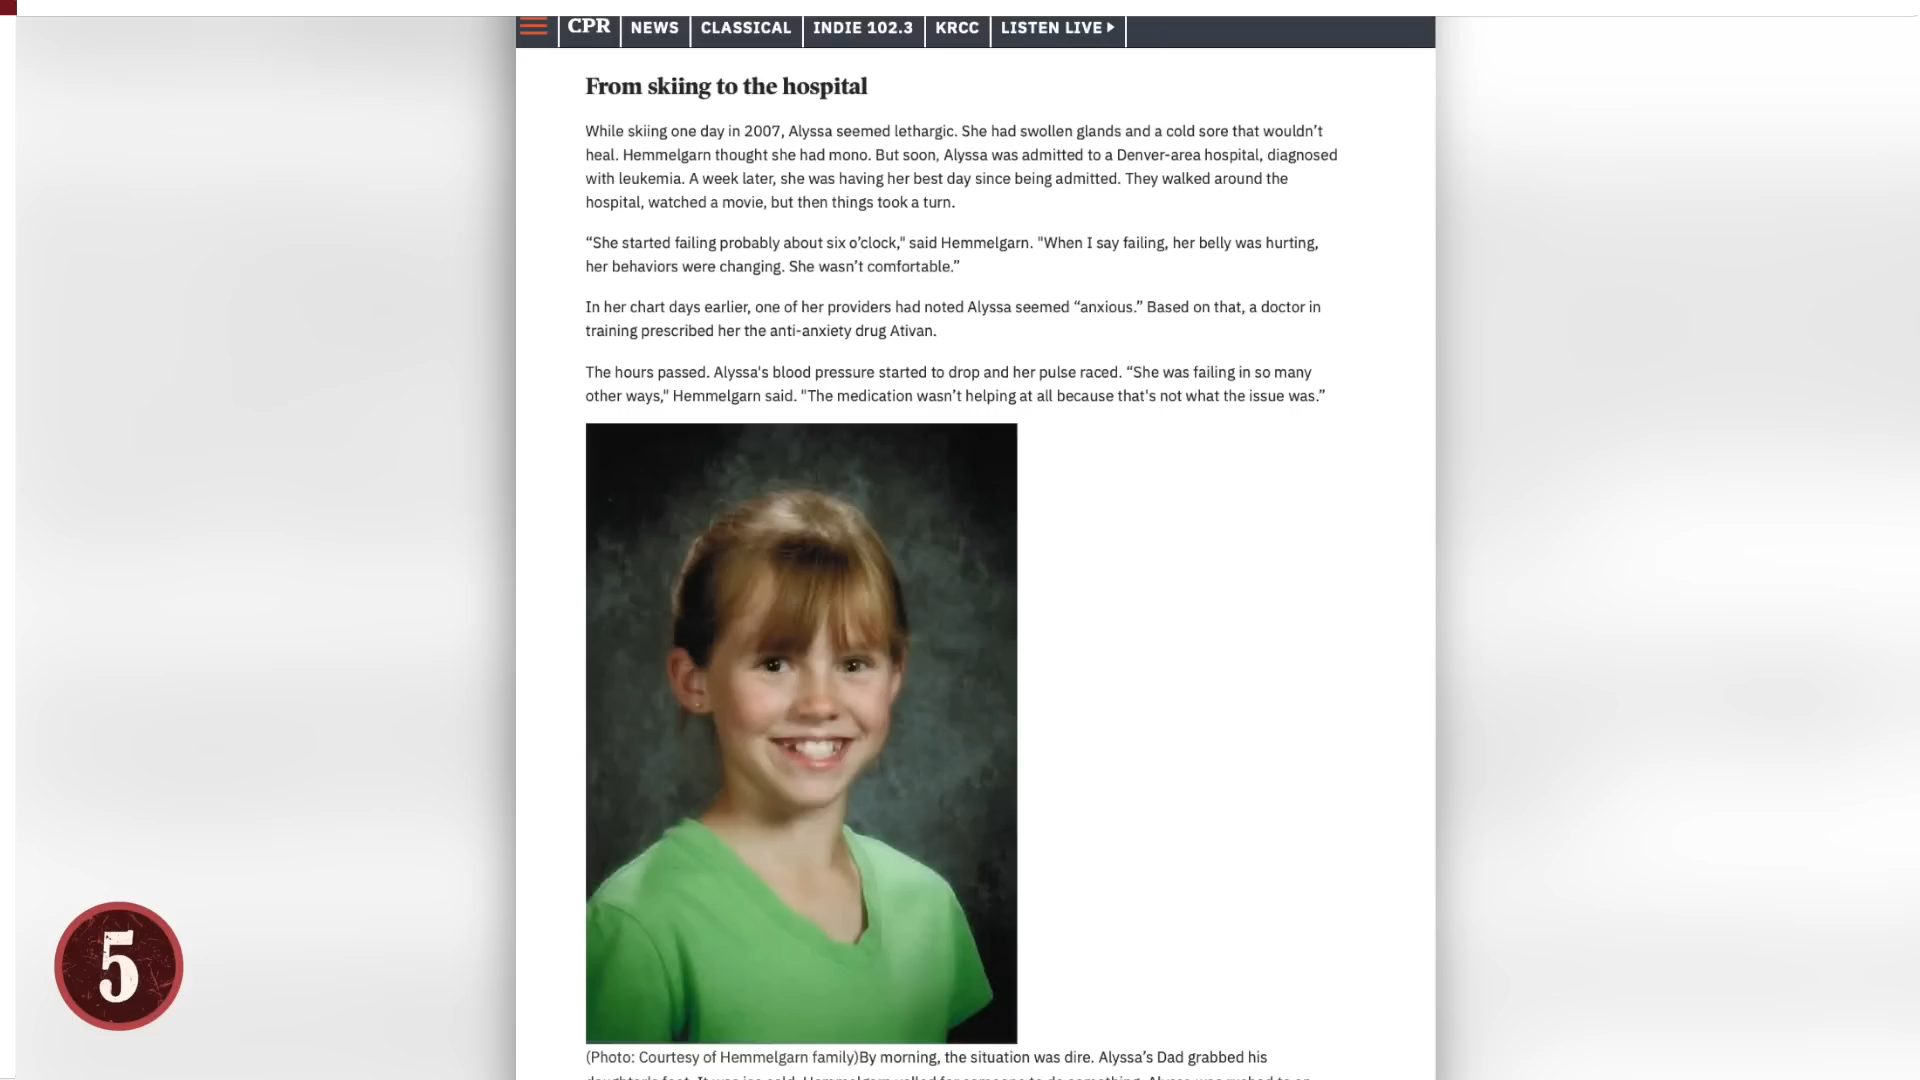 CPR NEWS CLASSICAL INDIE 102.3 KRCC LISTEN LIVE
From skiing to the hospital
While skiing one day in 2007, Alyssa seemed lethargic. She had swollen glands and a cold sore that wouldn’t
heal. Hemmelgarn thought she had mono. But soon, Alyssa was admitted to a Denver-area hospital, diagnosed
with leukemia. A week later, she was having her best day since being admitted. They walked around the
hospital, watched a movie, but then things took a turn.
“She started failing probably about six o’clock," said Hemmelgarn. "When I say failing, her belly was hurting,
her behaviors were changing. She wasn’t comfortable.”
In her chart days earlier, one of her providers had noted Alyssa seemed “anxious.” Based on that, a doctor in
training prescribed her the anti-anxiety drug Ativan.
The hours passed. Alyssa's blood pressure started to drop and her pulse raced. “She was failing in so many
other ways," Hemmelgarn said. "The medication wasn’t helping at all because that's not what the issue was.”
5
(Photo: Courtesy of Hemmelgarn family)By morning, the situation was dire. Alyssa’s Dad grabbed his